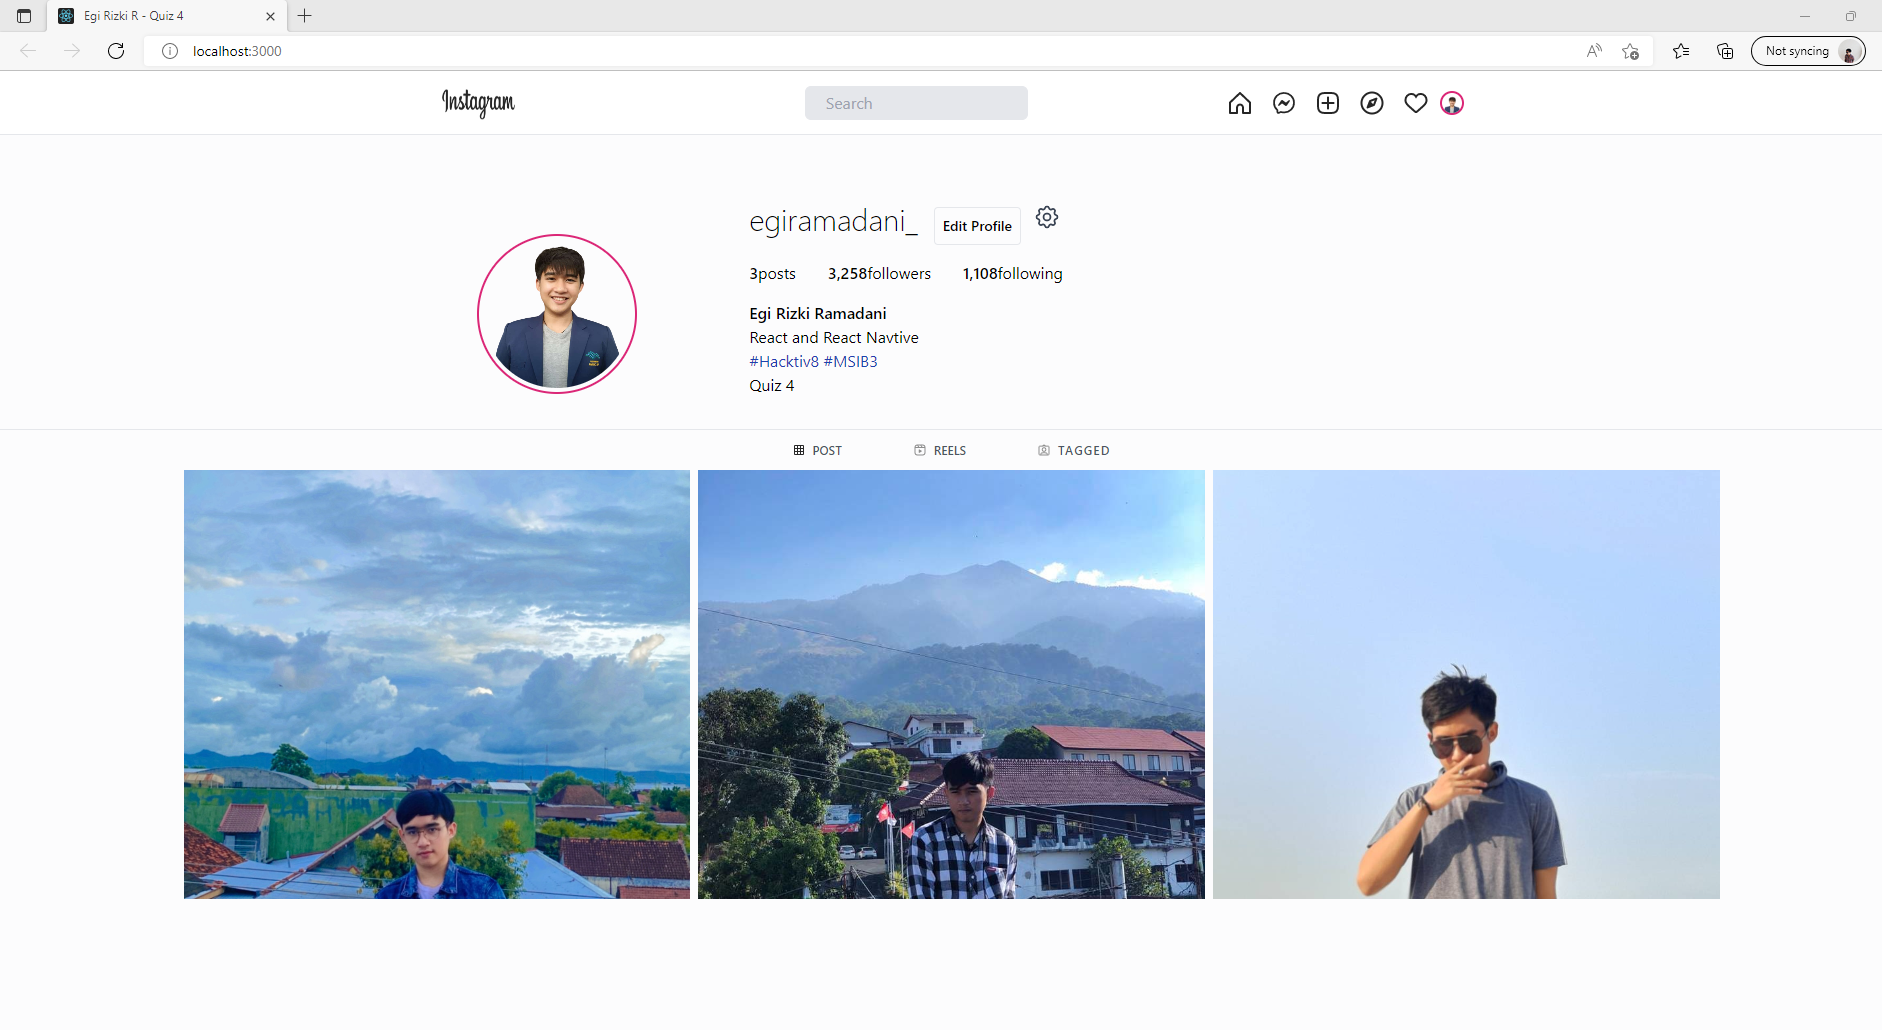 Egi Rizki R - Quiz 4
localhost:3000
Not syncing
Instagram
Search
egiramadani_
Edit Profile
3posts 3,258followers 1,108following
Egi Rizki Ramadani
React and React Navtive
#Hacktiv8 #MSIB3
Quiz 4
POST REELS TAGGED